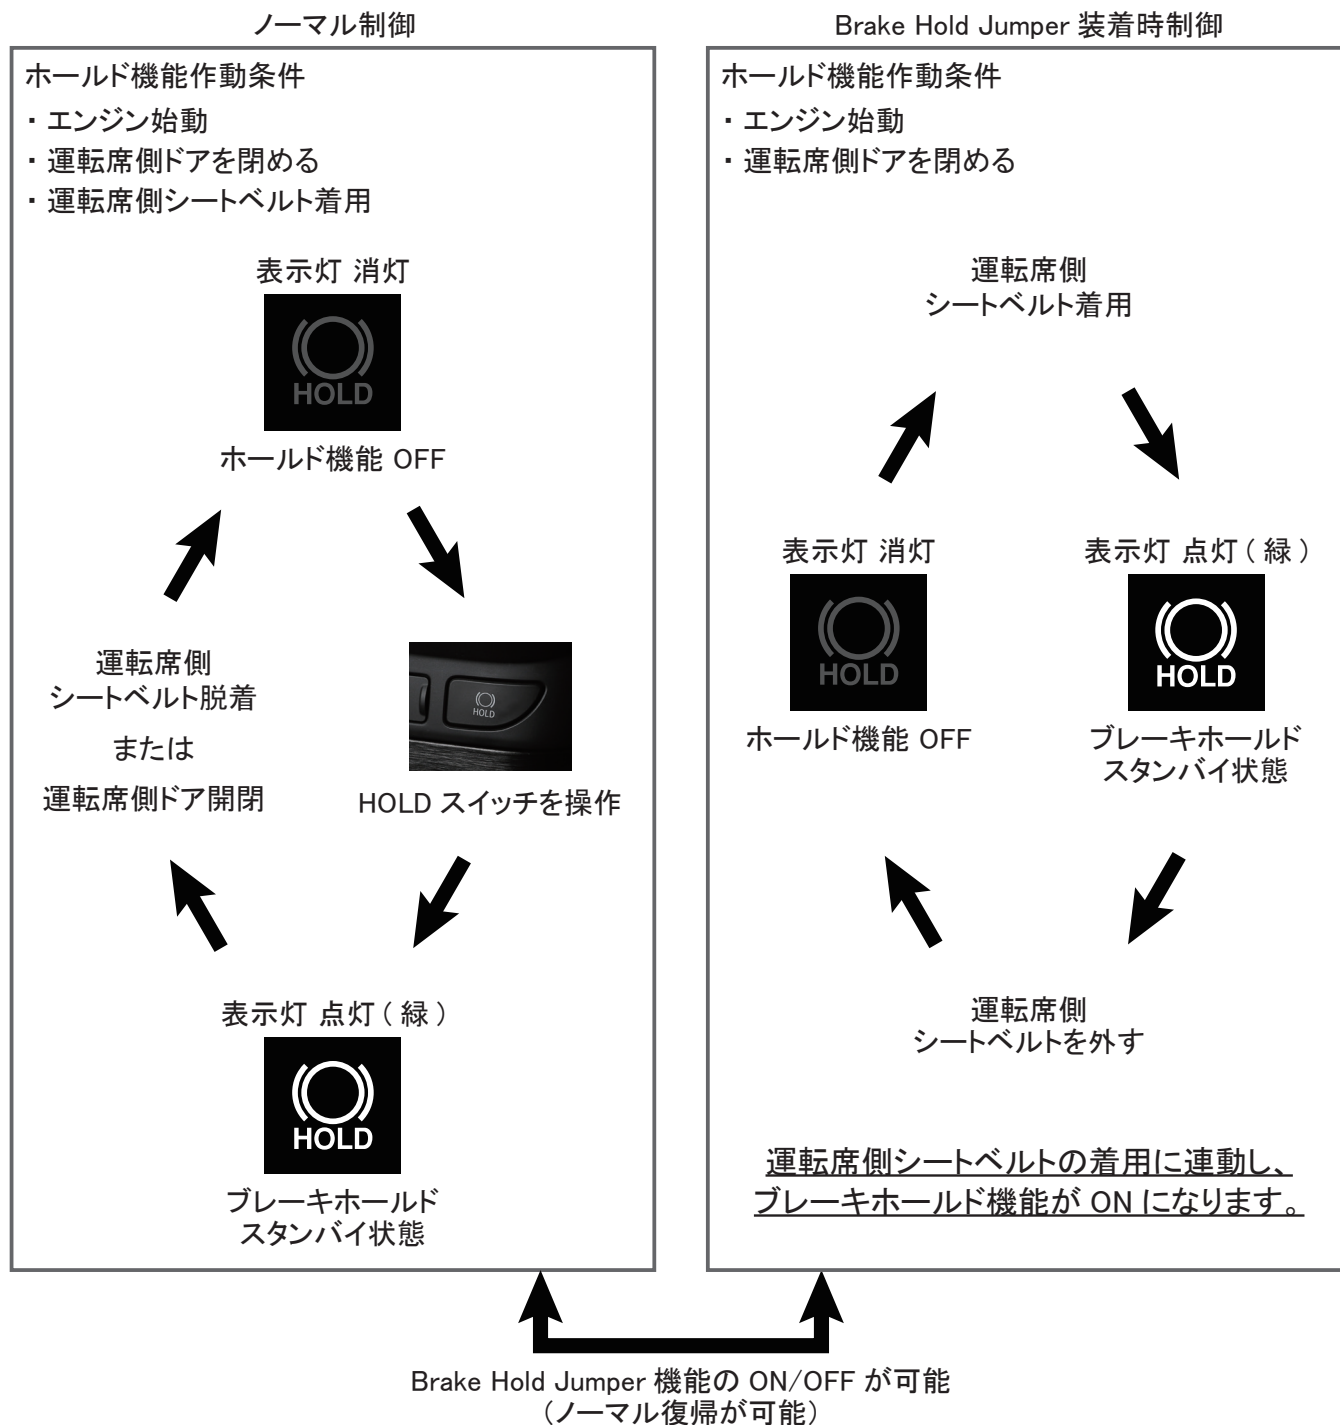 ノーマル制御
ホールド機能作動条件
・ エンジン始動
・ 運転席側ドアを閉める
・ 運転席側シートベルト着用
表示灯 消灯
HOLD
ホールド機能 OFF
HOLD
HOLD スイッチを操作
表示灯 点灯 ( 緑 )
HOLD
ブレーキホールド
スタンバイ状態
運転席側
シートベルト脱着
または
運転席側ドア開閉
Brake Hold Jumper 装着時制御
ホールド機能作動条件
・ エンジン始動
・ 運転席側ドアを閉める
運転席側
シートベルト着用
表示灯 点灯 ( 緑 )
HOLD
ブレーキホールド
スタンバイ状態
運転席側
シートベルトを外す
表示灯 消灯
HOLD
ホールド機能 OFF
運転席側シートベルトの着用に連動し、
ブレーキホールド機能が ON になります。
Brake Hold Jumper 機能の ON/OFF が可能
（ノーマル復帰が可能）